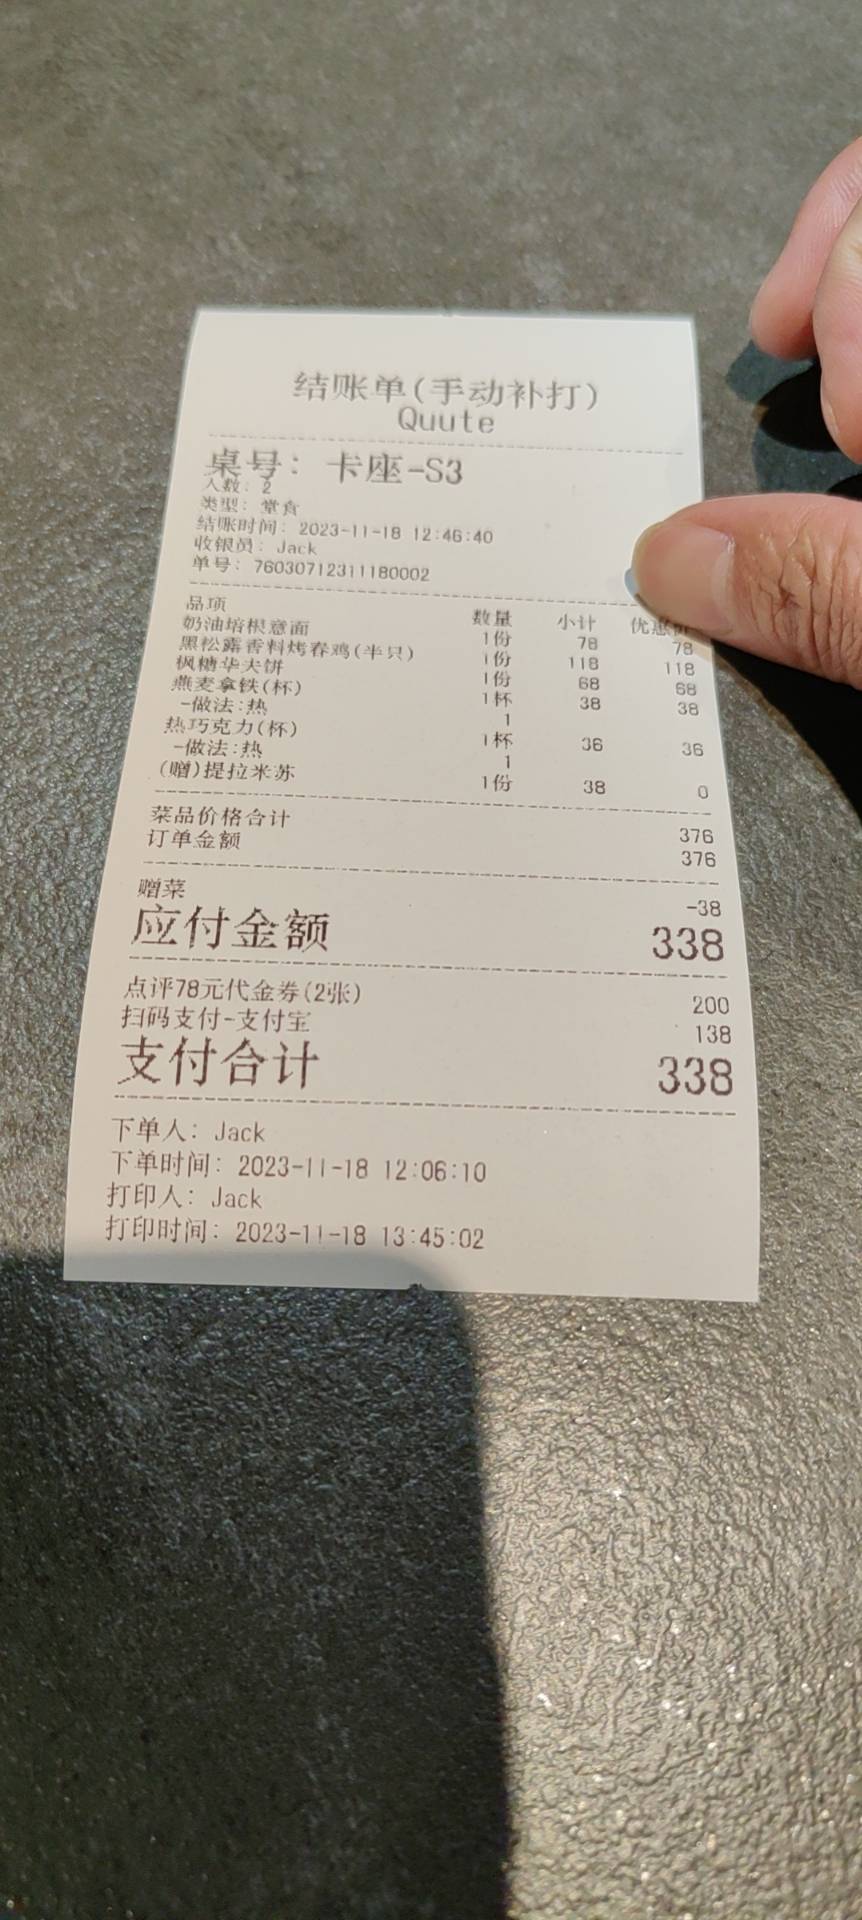 结账单(手动补打)
Quute
桌号: 卡座-S3
人数: 2
类型: 堂食
结账时间: 2023-11-18 12:46:40
收银员: Jack
单号: 76030712311180002
品项 数量 小计 优惠价
奶油培根意面 1份 78 78
黑松露香料烤春鸡(半只) 1份 118 118
枫糖华夫饼 1份 68 68
燕麦拿铁(杯) 1杯 38 38
-做法:热 1
热巧克力(杯) 1杯 36 36
-做法:热 1
(赠)提拉米苏 1份 38 0
菜品价格合计 376
订单金额 376
赠菜 -38
应付金额 338
点评78元代金券(2张) 200
扫码支付-支付宝 138
支付合计 338
下单人: Jack
下单时间: 2023-11-18 12:06:10
打印人: Jack
打印时间: 2023-11-18 13:45:02